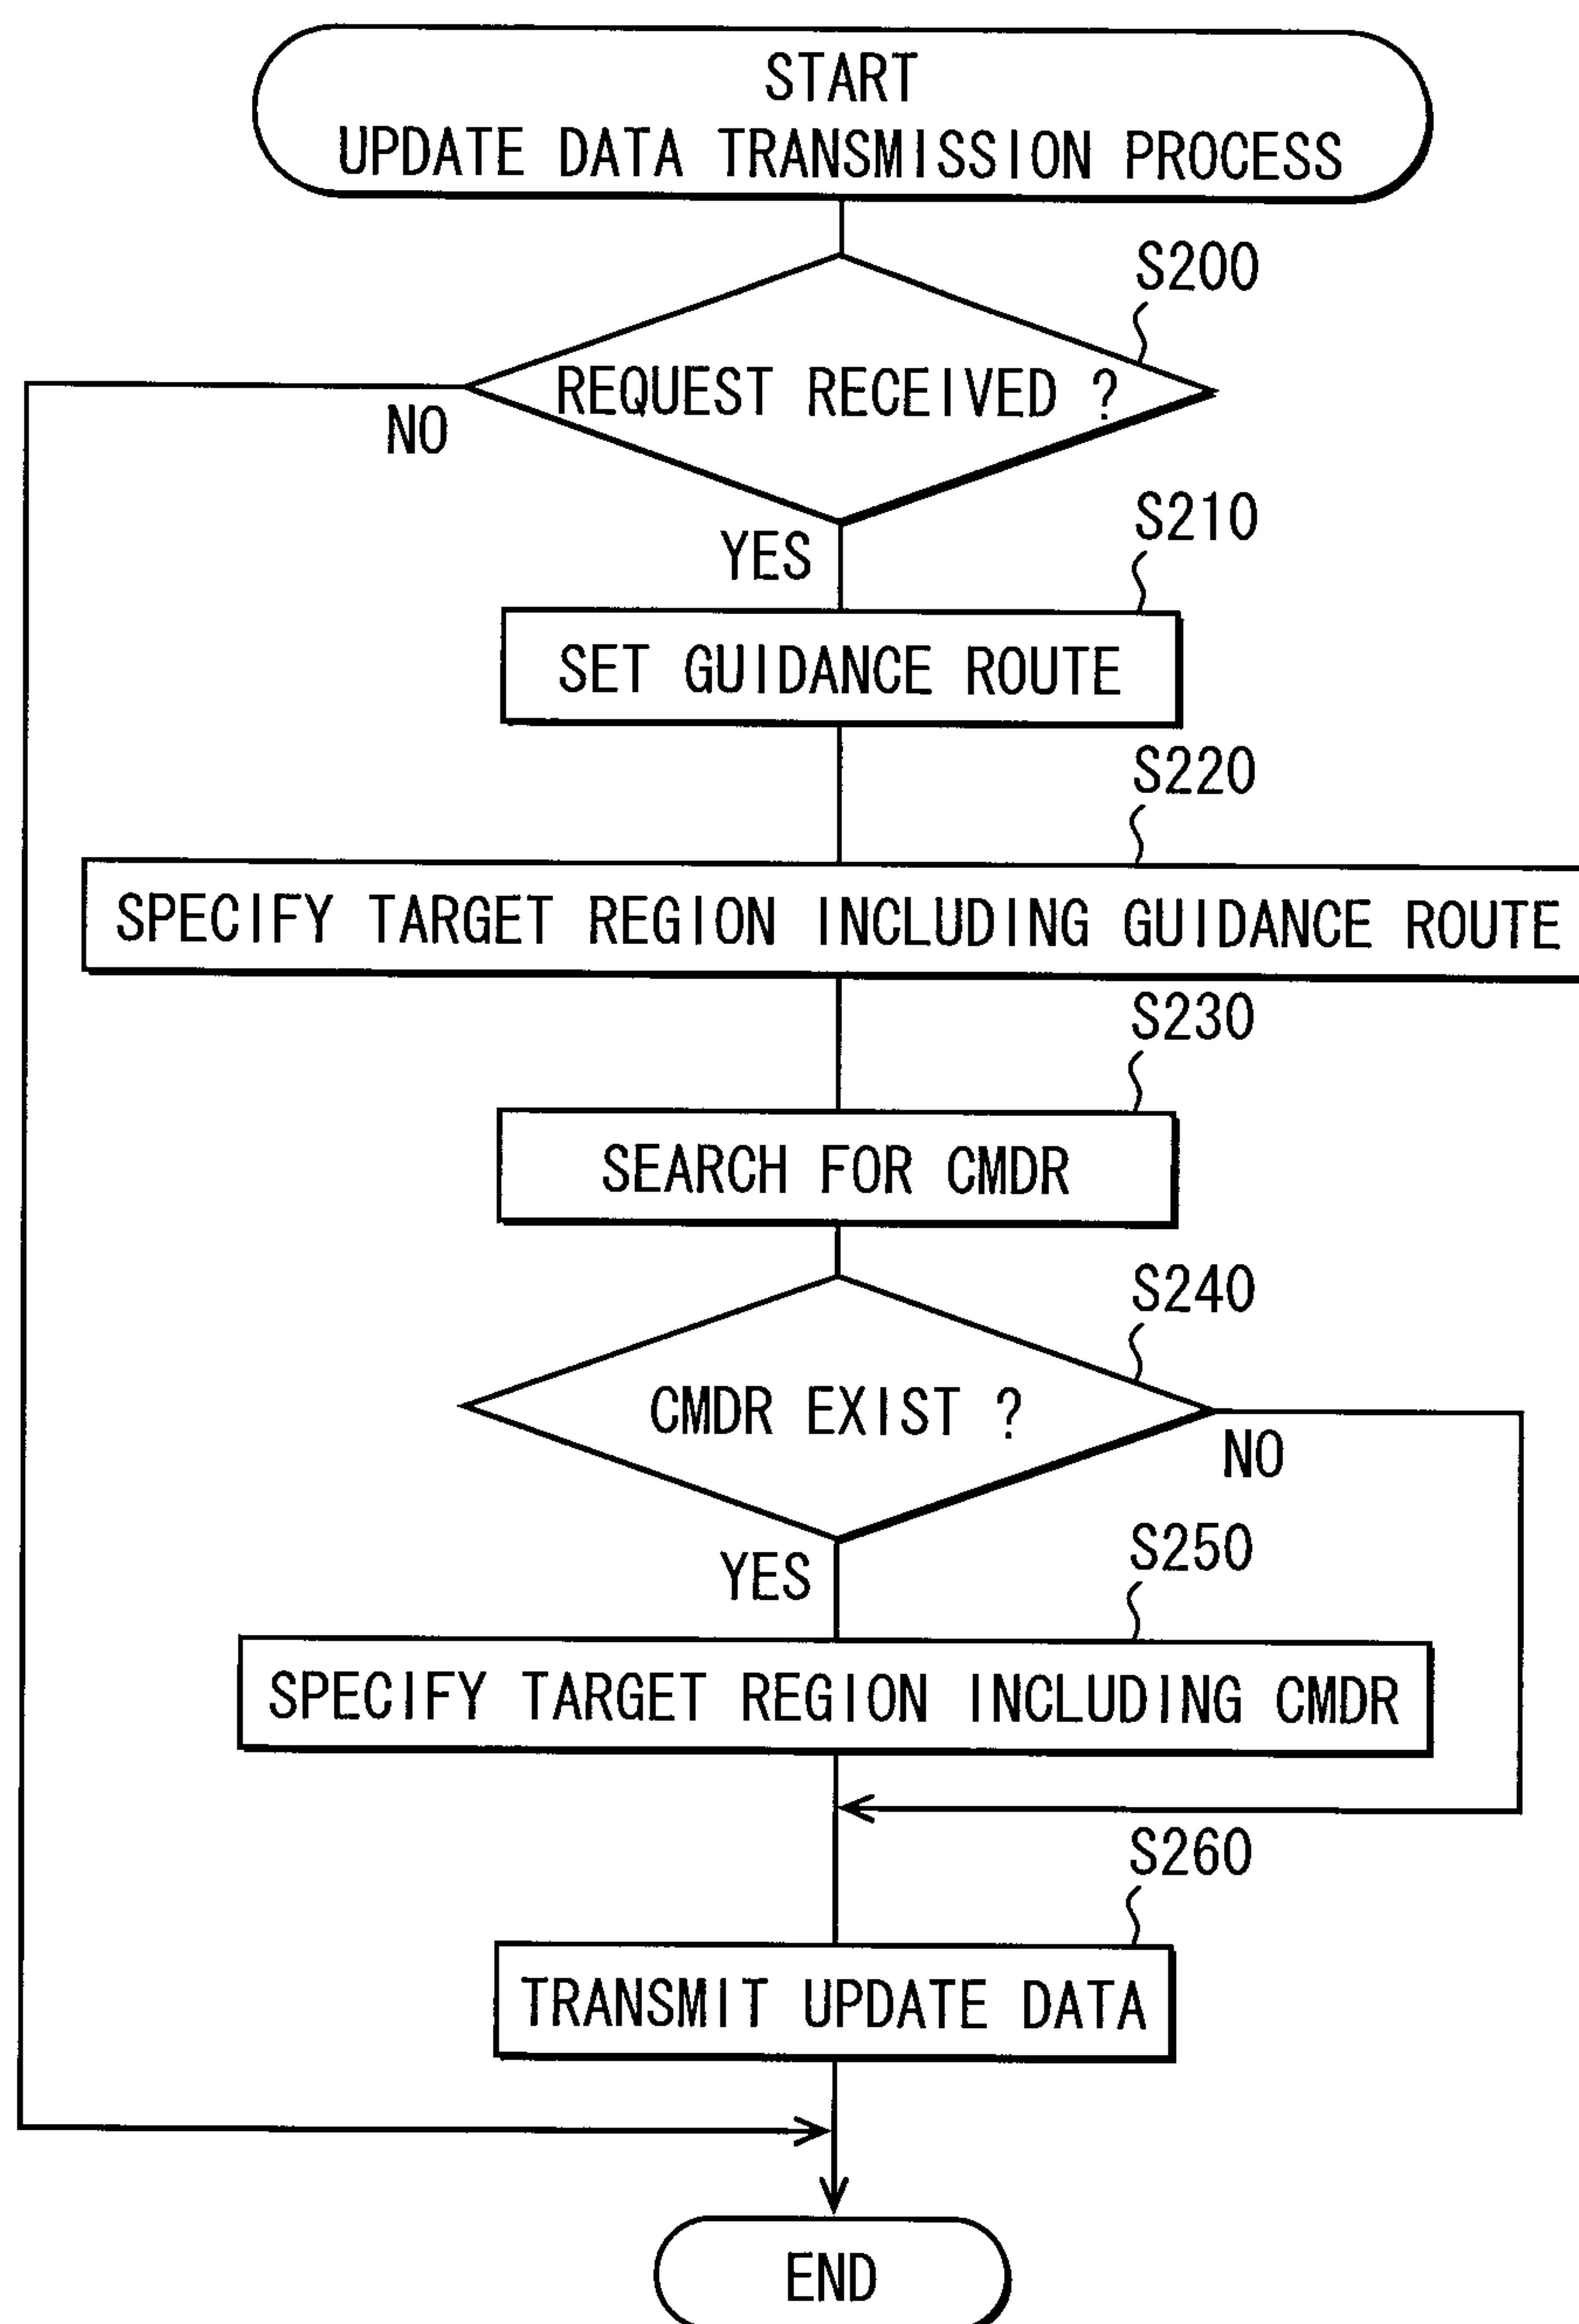 START
UPDATE DATA TRANSMISSION PROCESS
S200
REQUEST RECEIVED ?
NO
YES
S210
SET GUIDANCE ROUTE
S220
SPECIFY TARGET REGION INCLUDING GUIDANCE ROUTE
S230
SEARCH FOR CMDR
S240
CMDR EXIST ?
NO
YES
S250
SPECIFY TARGET REGION INCLUDING CMDR
S260
TRANSMIT UPDATE DATA
END